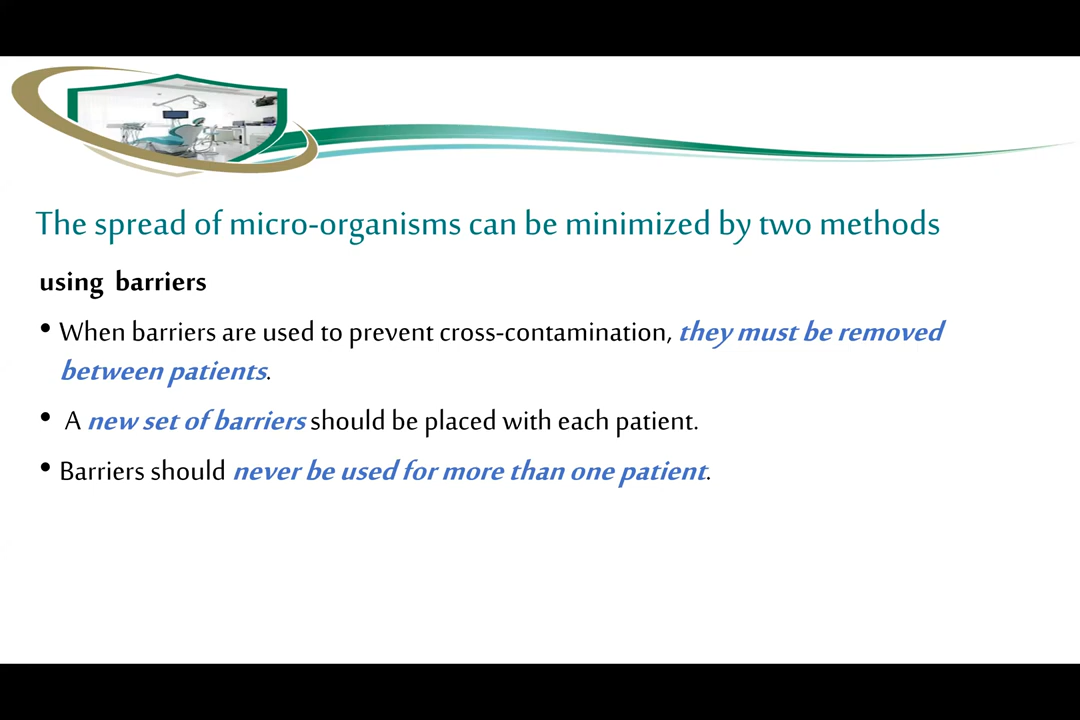 The spread of micro-organisms can be minimized by two methods
using barriers
• When barriers are used to prevent cross-contamination, they must be removed
between patients.
• A new set of barriers should be placed with each patient.
• Barriers should never be used for more than one patient.